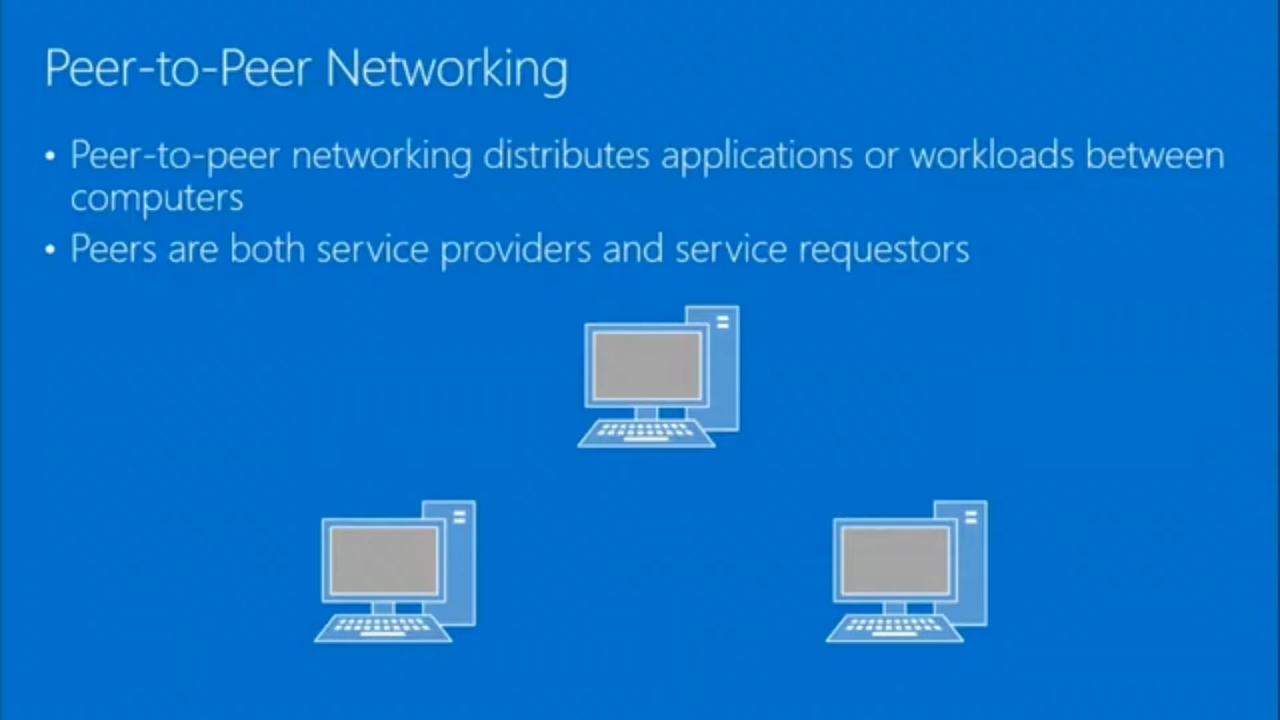 Peer-to-Peer Networking
• Peer-to-peer networking distributes applications or workloads between
computers
• Peers are both service providers and service requestors